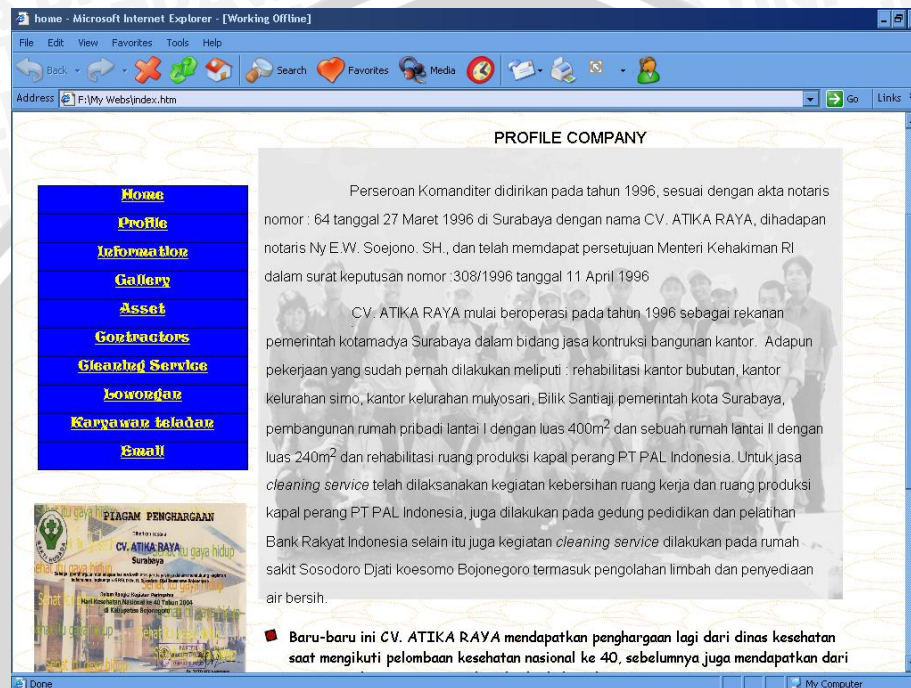 home - Microsoft Internet Explorer - [Working Offline]
File Edit View Favorites Tools Help
Back Search Favorites Media
Address F:\My Webs\index.htm Go Links
PROFILE COMPANY
Home
Profile
Information
Gallery
Asset
Contractors
Cleaning Service
Lowongan
Karyawan teladan
Email
PIAGAM PENGHARGAAN
CV. ATIKA RAYA
Surabaya
Hari Kesehatan Nasional ke 40 Tahun 2004
di Kabupaten Bojonegoro
Perseroan Komanditer didirikan pada tahun 1996, sesuai dengan akta notaris
nomor : 64 tanggal 27 Maret 1996 di Surabaya dengan nama CV. ATIKA RAYA, dihadapan
notaris Ny E.W. Soejono. SH., dan telah memdapat persetujuan Menteri Kehakiman RI
dalam surat keputusan nomor :308/1996 tanggal 11 April 1996
CV. ATIKA RAYA mulai beroperasi pada tahun 1996 sebagai rekanan
pemerintah kotamadya Surabaya dalam bidang jasa kontruksi bangunan kantor. Adapun
pekerjaan yang sudah pernah dilakukan meliputi : rehabilitasi kantor bubutan, kantor
kelurahan simo, kantor kelurahan mulyosari, Bilik Santiaji pemerintah kota Surabaya,
pembangunan rumah pribadi lantai I dengan luas 400m² dan sebuah rumah lantai II dengan
luas 240m² dan rehabilitasi ruang produksi kapal perang PT PAL Indonesia. Untuk jasa
cleaning service telah dilaksanakan kegiatan kebersihan ruang kerja dan ruang produksi
kapal perang PT PAL Indonesia, juga dilakukan pada gedung pedidikan dan pelatihan
Bank Rakyat Indonesia selain itu juga kegiatan cleaning service dilakukan pada rumah
sakit Sosodoro Djati koesomo Bojonegoro termasuk pengolahan limbah dan penyediaan
air bersih.
Baru-baru ini CV. ATIKA RAYA mendapatkan penghargaan lagi dari dinas kesehatan
saat mengikuti pelombaan kesehatan nasional ke 40, sebelumnya juga mendapatkan dari
Done My Computer